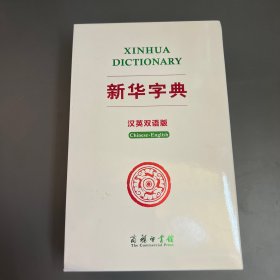 XINHUA
DICTIONARY
新华字典
汉英双语版
Chinese-English
商务印书馆
The Commercial Press